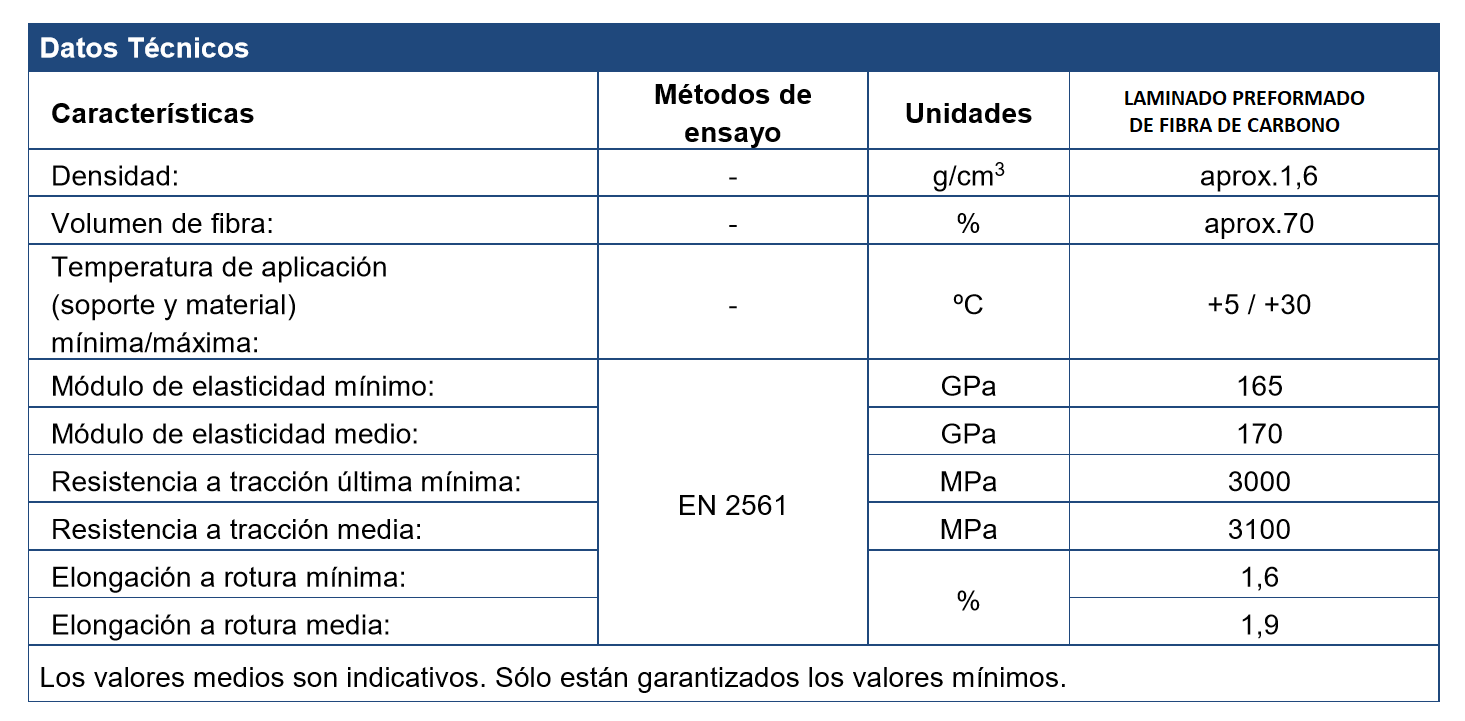 Datos Técnicos
Características
Métodos de
ensayo
Unidades
LAMINADO PREFORMADO
DE FIBRA DE CARBONO
Densidad:
-
g/cm³
aprox.1,6
Volumen de fibra:
-
%
aprox.70
Temperatura de aplicación
(soporte y material)
mínima/máxima:
-
ºC
+5 / +30
Módulo de elasticidad mínimo:
GPa
165
Módulo de elasticidad medio:
GPa
170
Resistencia a tracción última mínima:
MPa
3000
EN 2561
Resistencia a tracción media:
MPa
3100
Elongación a rotura mínima:
%
1,6
Elongación a rotura media:
1,9
Los valores medios son indicativos. Sólo están garantizados los valores mínimos.